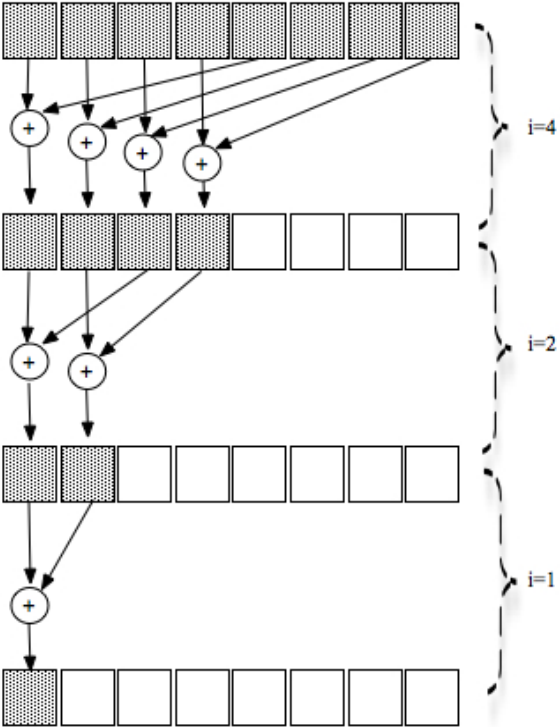 +
+
+
+
i=4
+
+
i=2
+
i=1